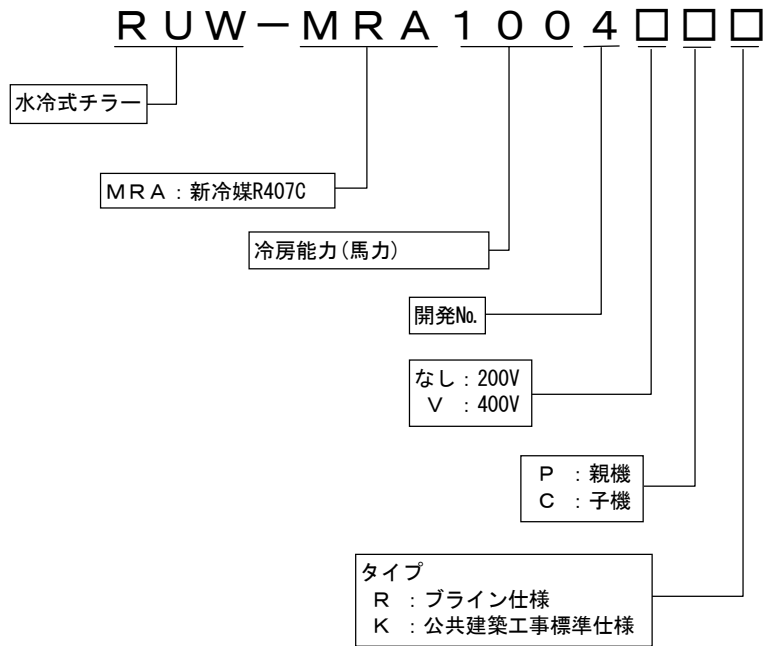 RUW－MRA1004□□□
水冷式チラー
MRA：新冷媒R407C
冷房能力(馬力)
開発№.
なし：200V
V ：400V
P ：親機
C ：子機
タイプ
R ：ブライン仕様
K ：公共建築工事標準仕様